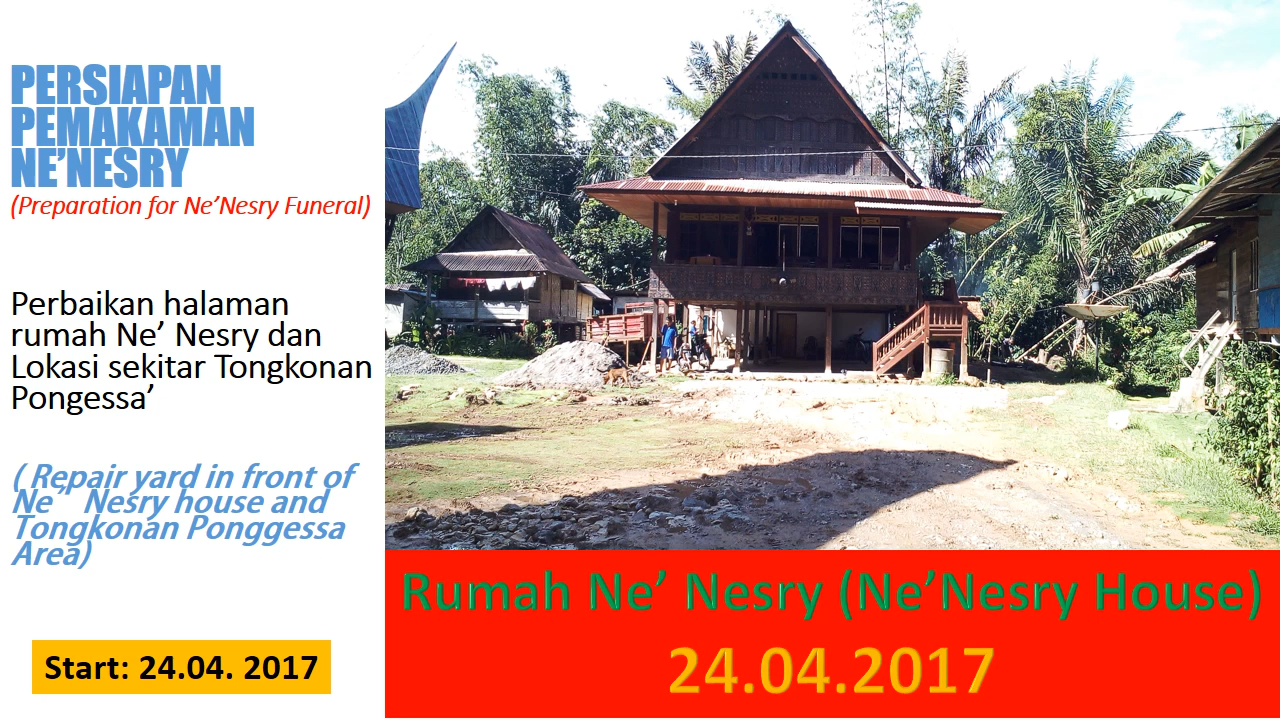 PERSIAPAN
PEMAKAMAN
NE’NESRY
(Preparation for Ne’Nesry Funeral)
Perbaikan halaman
rumah Ne’ Nesry dan
Lokasi sekitar Tongkonan
Pongessa’
( Repair yard in front of
Ne’ Nesry house and
Tongkonan Ponggessa
Area)
Start: 24.04. 2017
Rumah Ne’ Nesry (Ne’Nesry House)
24.04.2017